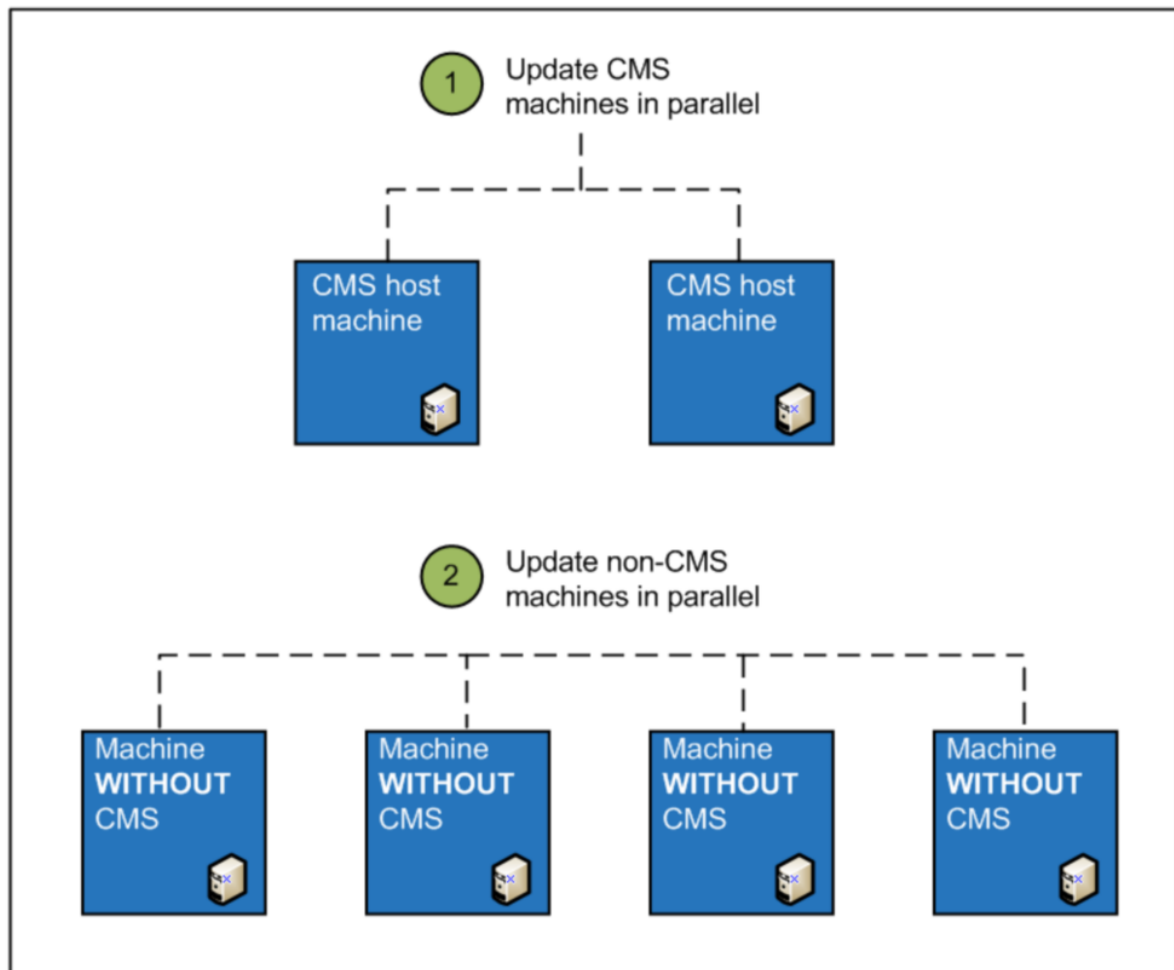 1
Update CMS
machines in parallel
CMS host
machine
CMS host
machine
2
Update non-CMS
machines in parallel
Machine
WITHOUT
CMS
Machine
WITHOUT
CMS
Machine
WITHOUT
CMS
Machine
WITHOUT
CMS